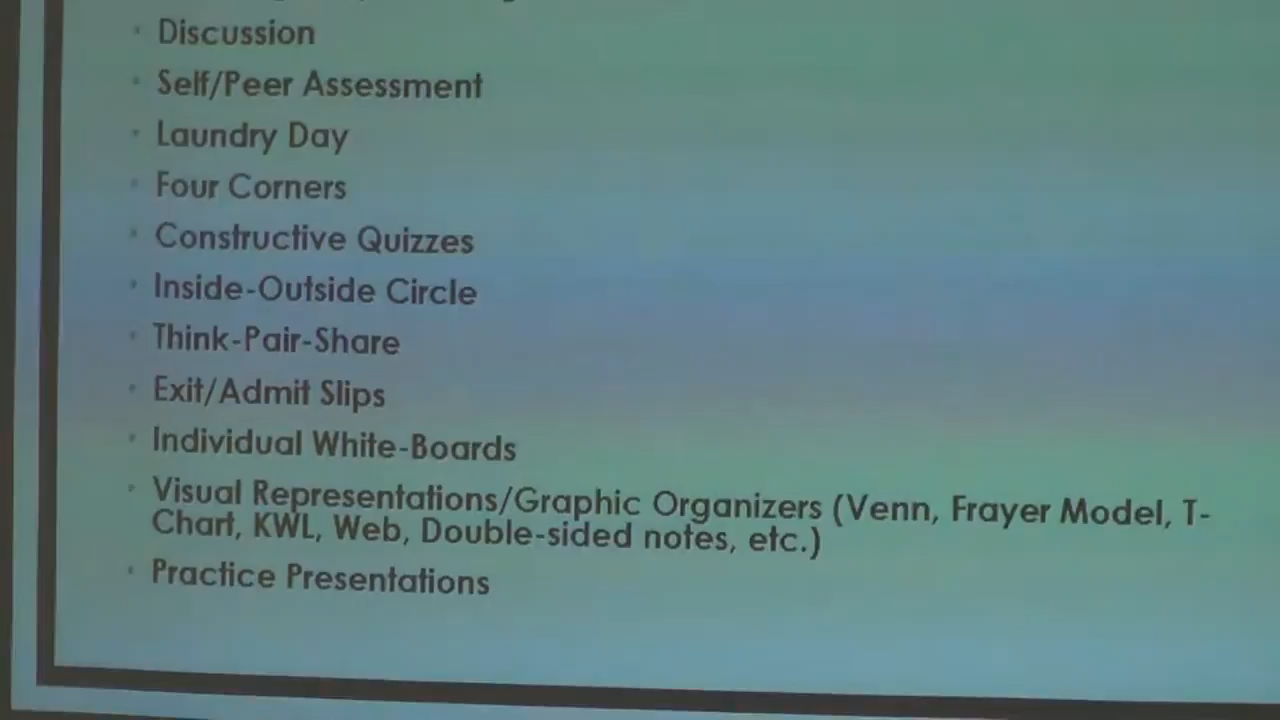 Discussion
Self/Peer Assessment
Laundry Day
Four Corners
Constructive Quizzes
Inside-Outside Circle
Think-Pair-Share
Exit/Admit Slips
Individual White-Boards
Visual Representations/Graphic Organizers (Venn, Frayer Model, T-
Chart, KWL, Web, Double-sided notes, etc.)
Practice Presentations